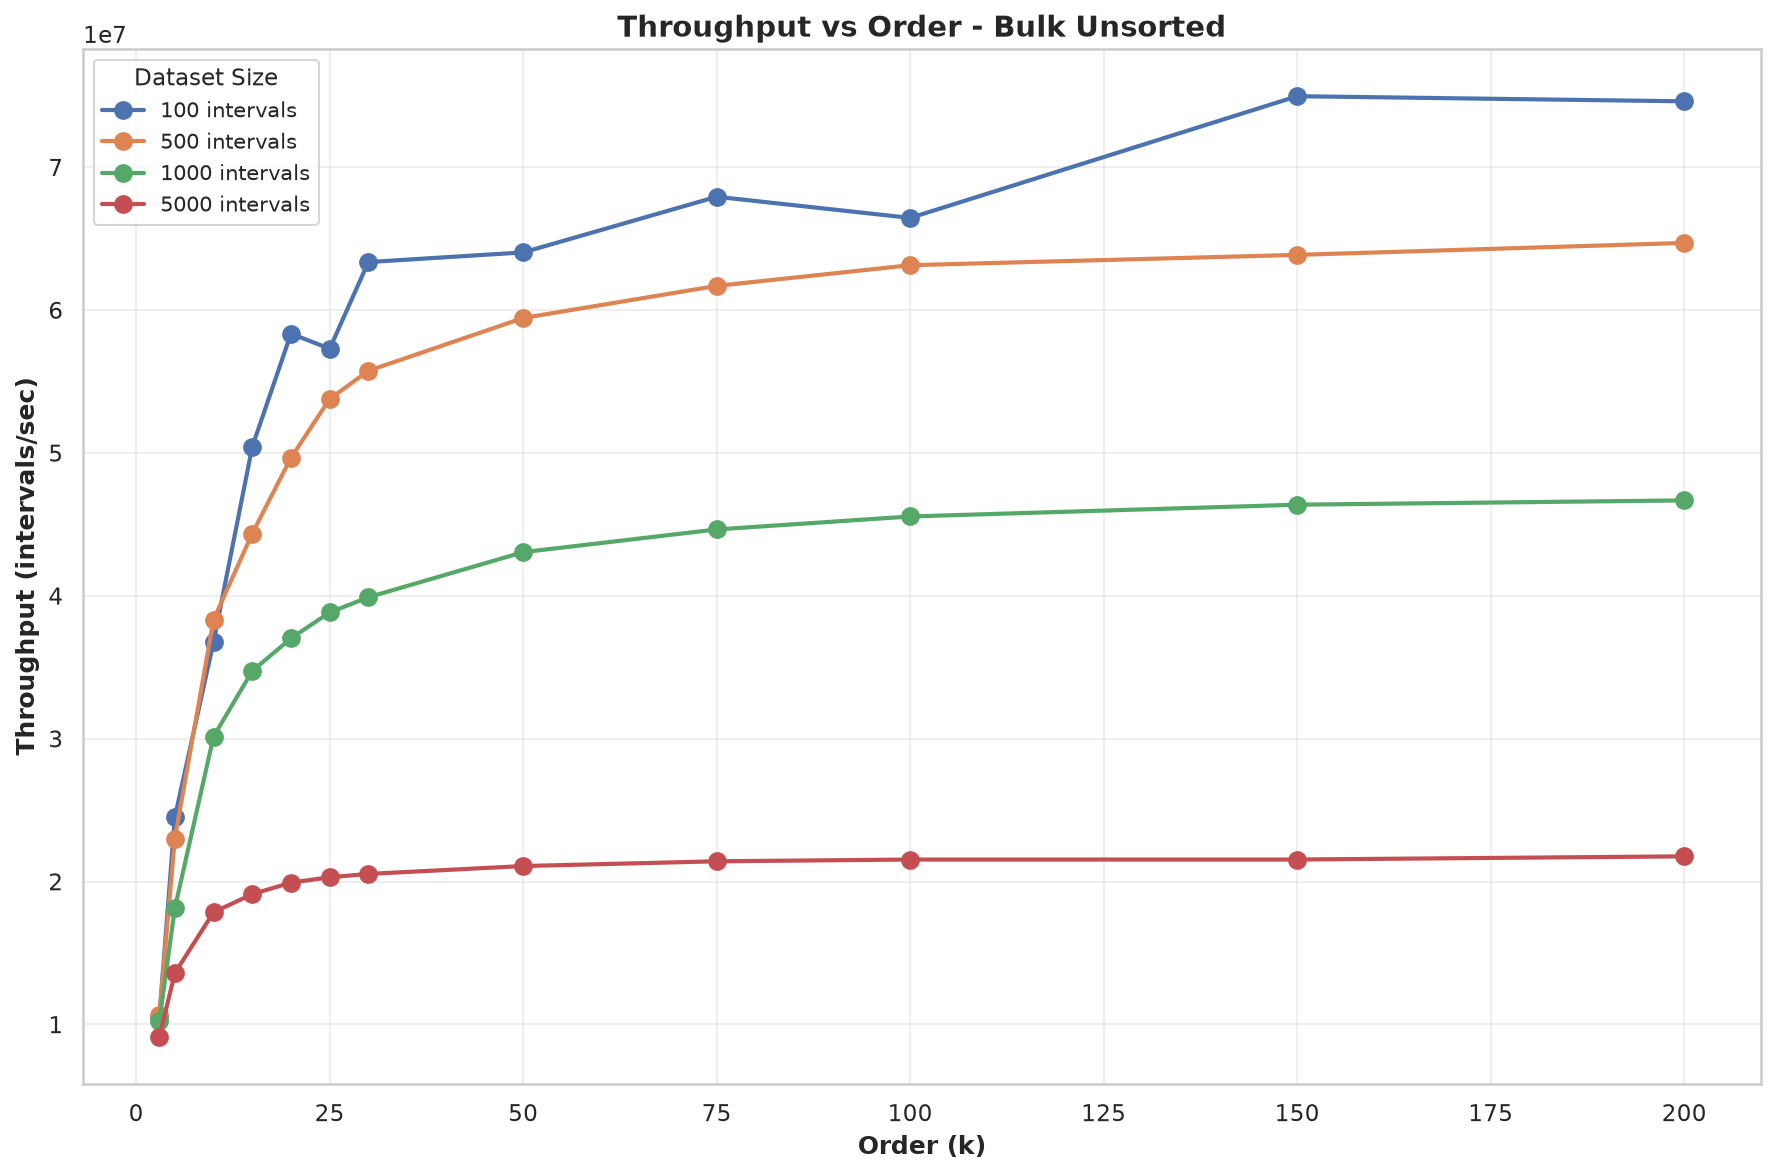 Throughput vs Order - Bulk Unsorted
1e7
Dataset Size
100 intervals
500 intervals
1000 intervals
5000 intervals
7
6
5
4
3
2
1
Throughput (intervals/sec)
0 25 50 75 100 125 150 175 200
Order (k)